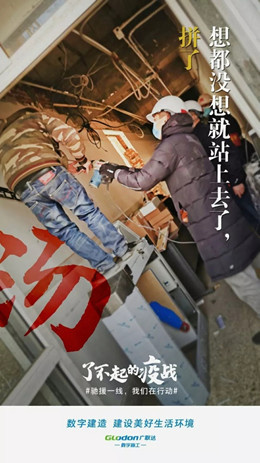 想都没想就站上去了，
拼了
了不起的疫战
#驰援一线，我们在行动#
数字建造 建设美好生活环境
Glodon广联达
数字施工